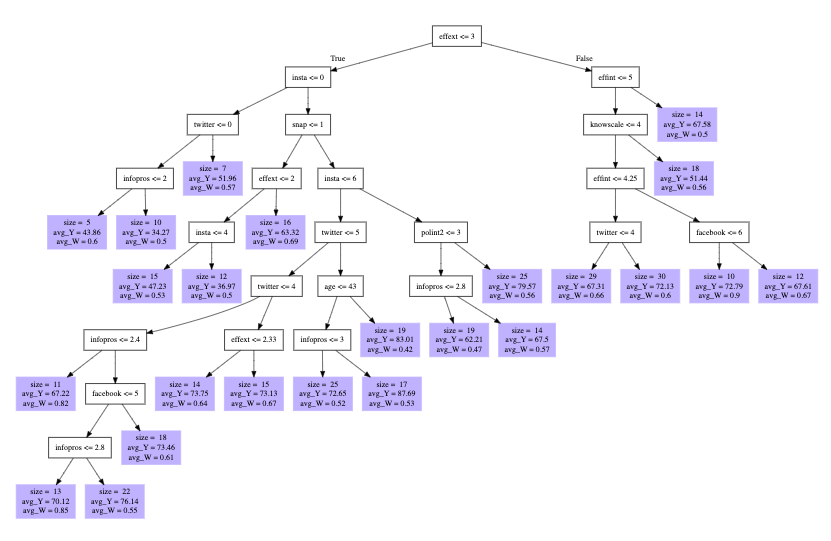 effext <= 3
True
False
insta <= 0
effint <= 5
twitter <= 0
snap <= 1
knowscale <= 4
size = 14
avg_Y = 67.58
avg_W = 0.5
infopros <= 2
size = 7
avg_Y = 51.96
avg_W = 0.57
effext <= 2
insta <= 6
effint <= 4.25
size = 18
avg_Y = 51.44
avg_W = 0.56
size = 5
avg_Y = 43.86
avg_W = 0.6
size = 10
avg_Y = 34.27
avg_W = 0.5
insta <= 4
size = 16
avg_Y = 63.32
avg_W = 0.69
twitter <= 5
polint2 <= 3
twitter <= 4
facebook <= 6
size = 15
avg_Y = 47.23
avg_W = 0.53
size = 12
avg_Y = 36.97
avg_W = 0.5
twitter <= 4
age <= 43
infopros <= 2.8
size = 25
avg_Y = 79.57
avg_W = 0.56
size = 29
avg_Y = 67.31
avg_W = 0.66
size = 30
avg_Y = 72.13
avg_W = 0.6
size = 10
avg_Y = 72.79
avg_W = 0.9
size = 12
avg_Y = 67.61
avg_W = 0.67
infopros <= 2.4
effext <= 2.33
infopros <= 3
size = 19
avg_Y = 83.01
avg_W = 0.42
size = 19
avg_Y = 62.21
avg_W = 0.47
size = 14
avg_Y = 67.5
avg_W = 0.57
size = 11
avg_Y = 67.22
avg_W = 0.82
facebook <= 5
size = 14
avg_Y = 73.75
avg_W = 0.64
size = 15
avg_Y = 73.13
avg_W = 0.67
size = 25
avg_Y = 72.65
avg_W = 0.52
size = 17
avg_Y = 87.69
avg_W = 0.53
infopros <= 2.8
size = 18
avg_Y = 73.46
avg_W = 0.61
size = 13
avg_Y = 70.12
avg_W = 0.85
size = 22
avg_Y = 76.14
avg_W = 0.55